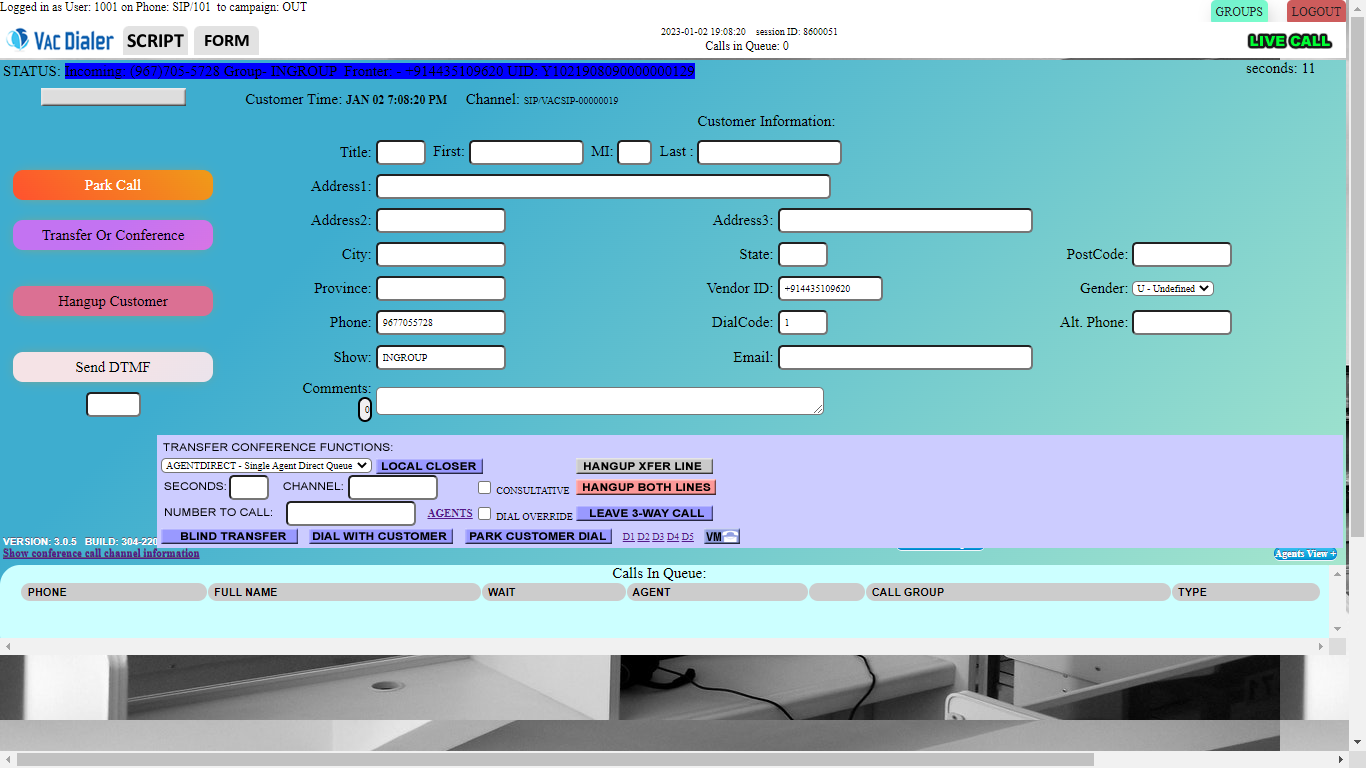 Logged in as User: 1001 on Phone: SIP/101 to campaign: OUT
GROUPS LOGOUT
VAC DIALER SCRIPT FORM
2023-01-02 19:08:20 session ID: 8600051
Calls in Queue: 0
LIVE CALL
STATUS: Incoming: (967)705-5728 Group- INGROUP Fronter: - +914435109620 UID:
seconds: 11
Customer Time: JAN 02 7:08:20 PM Channel: SIP/VACSIP-00000019
Customer Information:
Title: First: MI: Last :
Park Call
Address1:
Address2: Address3:
Transfer Or Conference
City: State: PostCode:
Province: Vendor ID: +914435109620 Gender: U - Undefined
Hangup Customer
Phone: 9677055728 DialCode: 1 Alt. Phone:
Show: INGROUP Email:
Send DTMF
Comments:
0
TRANSFER CONFERENCE FUNCTIONS:
AGENTDIRECT - Single Agent Direct Queue LOCAL CLOSER HANGUP XFER LINE
SECONDS: CHANNEL: CONSULTATIVE HANGUP BOTH LINES
NUMBER TO CALL: AGENTS DIAL OVERRIDE LEAVE 3-WAY CALL
BLIND TRANSFER DIAL WITH CUSTOMER PARK CUSTOMER DIAL D1 D2 D3 D4 D5 VM
VERSION: 3.0.5 BUILD: 304-220
Show conference call channel information
Agents View +
Calls In Queue:
PHONE FULL NAME WAIT AGENT CALL GROUP TYPE